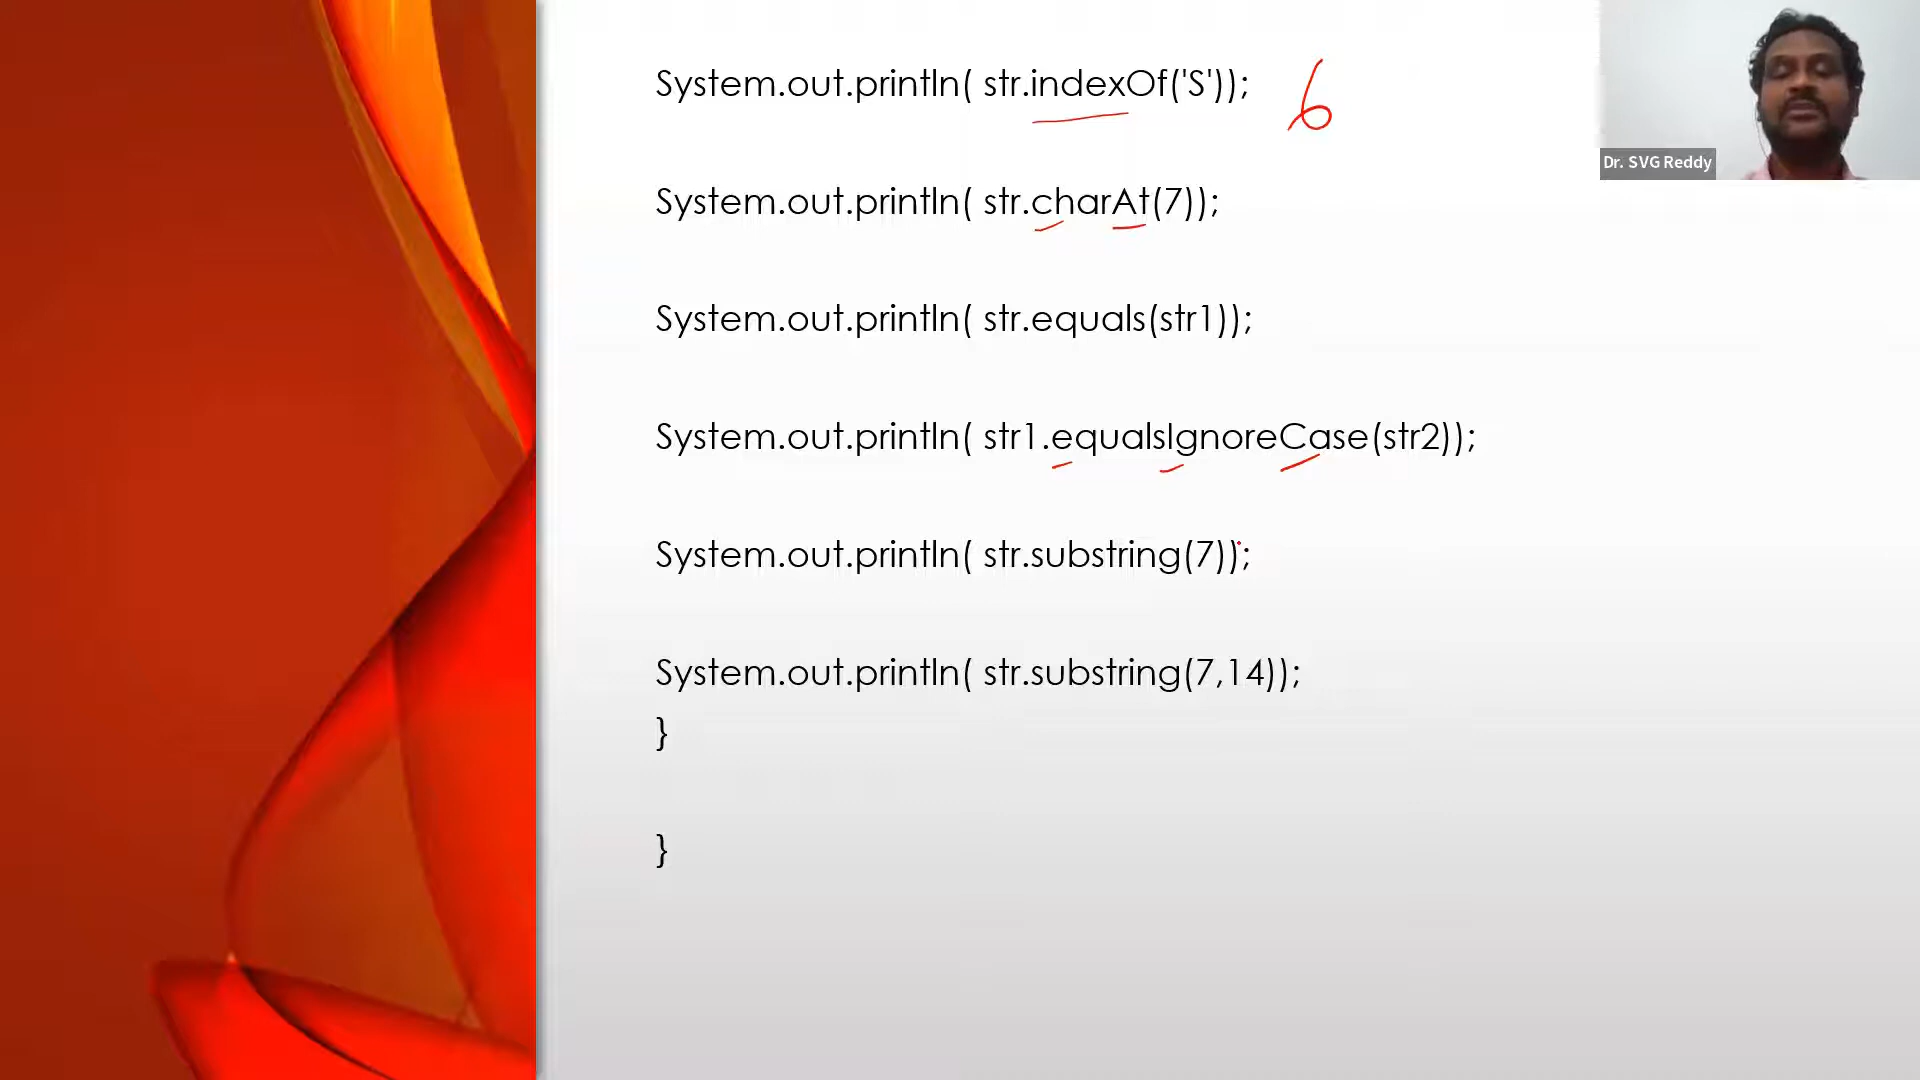 System.out.println( str.indexOf('S')); 6
Dr. SVG Reddy
System.out.println( str.charAt(7));
System.out.println( str.equals(str1));
System.out.println( str1.equalsIgnoreCase(str2));
System.out.println( str.substring(7));
System.out.println( str.substring(7,14));
}
}